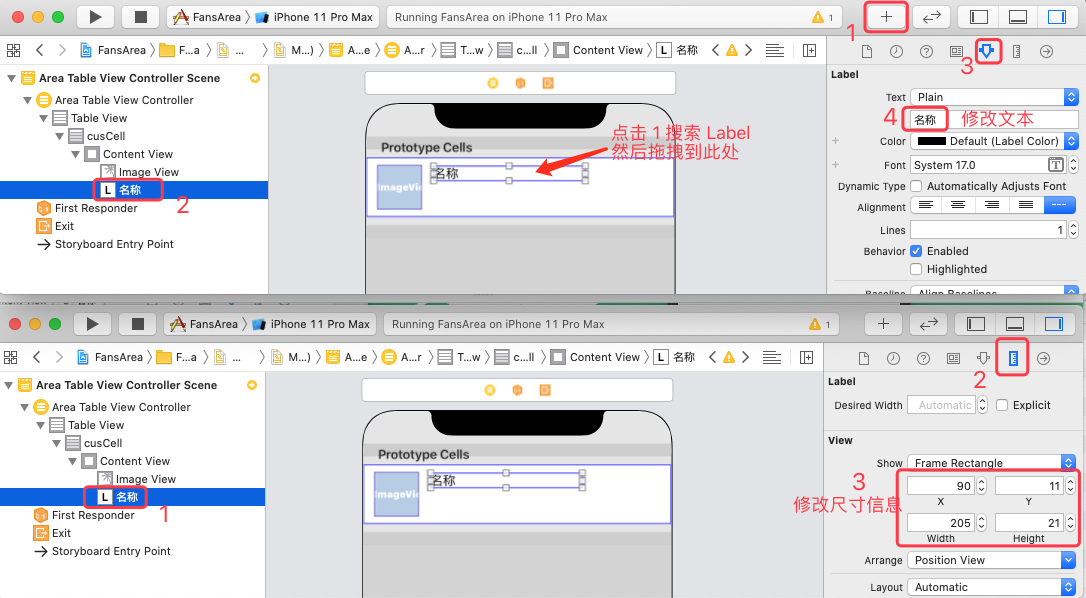 FansArea
iPhone 11 Pro Max
Running FansArea on iPhone 11 Pro Max
1
1
FansArea
F...a
...
M...)
A...e
A...r
T...w
c...ll
Content View
L 名称
3
Area Table View Controller Scene
Area Table View Controller
Table View
cusCell
Content View
Image View
L 名称
2
First Responder
Exit
Storyboard Entry Point
Prototype Cells
ImageVi
名称
点击 1 搜索 Label
然后拖拽到此处
Label
Text Plain
4 名称 修改文本
Color Default (Label Color)
Font System 17.0
Dynamic Type Automatically Adjusts Font
Alignment
Lines 1
Behavior Enabled
Highlighted
Baseline Align Baselines
FansArea
iPhone 11 Pro Max
Running FansArea on iPhone 11 Pro Max
1
FansArea
F...a
...
M...)
A...e
A...r
T...w
c...ll
Content View
L 名称
2
Area Table View Controller Scene
Area Table View Controller
Table View
cusCell
Content View
Image View
L 名称
1
First Responder
Exit
Storyboard Entry Point
Prototype Cells
ImageVi
名称
Label
Desired Width Automatic Explicit
View
Show Frame Rectangle
3
修改尺寸信息
90 11
X Y
205 21
Width Height
Arrange Position View
Layout Automatic